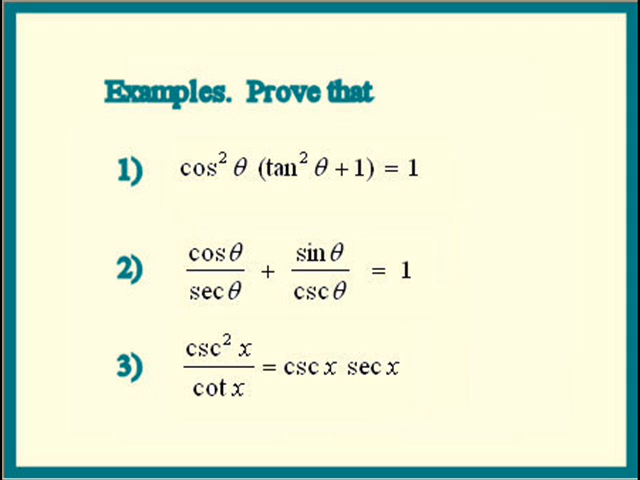 Examples. Prove that
1) cos² θ (tan² θ + 1) = 1
2) cos θ / sec θ + sin θ / csc θ = 1
3) csc² x / cot x = csc x sec x